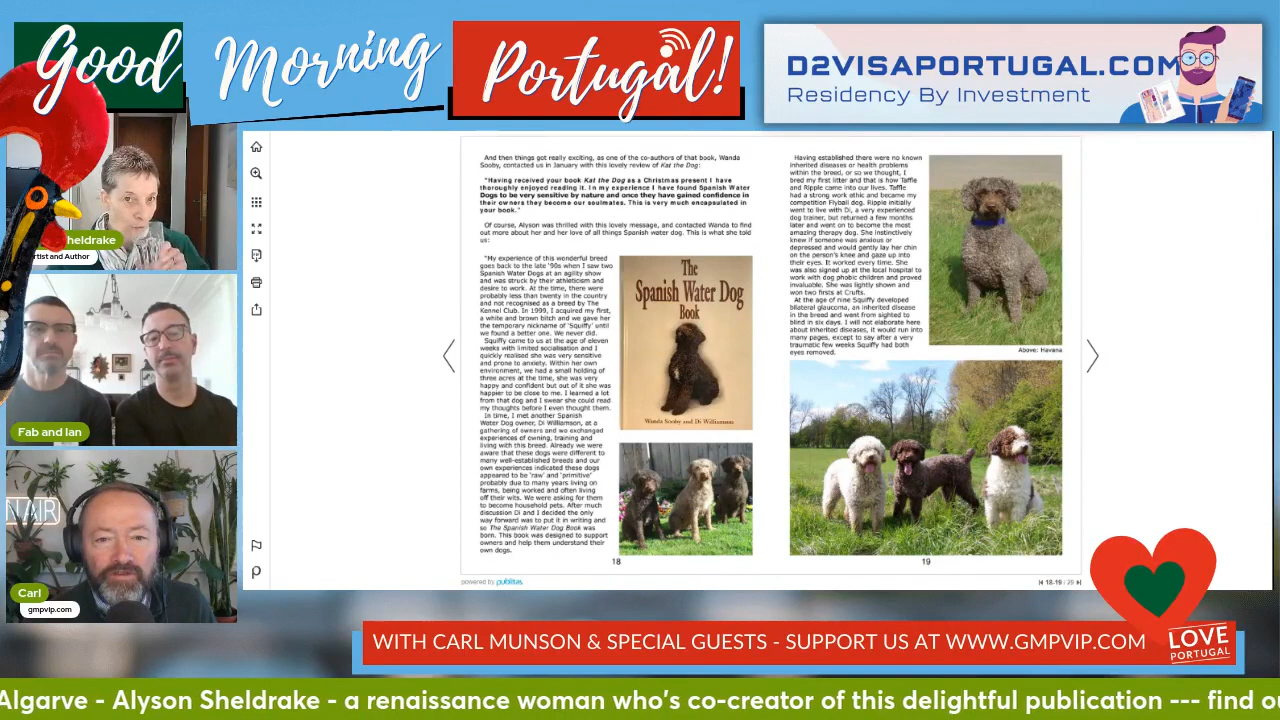 Good
Morning
Portugal!
D2VISAPORTUGAL.COM
Residency By Investment
heldrake
rtist and Author
Fab and Ian
NAIR
Carl
gmpvip.com
And then things got really exciting, as one of the co-authors of that book, Wanda
Sooby, contacted us in January with this lovely review of Kat the Dog:
"Having received your book Kat the Dog as a Christmas present I have
thoroughly enjoyed reading it. In my experience I have found Spanish Water
Dogs to be very sensitive by nature and once they have gained confidence in
their owners they become our soulmates. This is very much encapsulated in
your book."
Of course, Alyson was thrilled with this lovely message, and contacted Wanda to find
out more about her and her love of all things Spanish water dog. This is what she told
us:
"My experience of this wonderful breed
goes back to the late '90s when I saw two
Spanish Water Dogs at an agility show
and was struck by their athleticism and
desire to work. At the time, there were
probably less than twenty in the country
and not recognised as a breed by The
Kennel Club. In 1999, I acquired my first,
a white and brown bitch and we gave her
the temporary nickname of 'Squiffy' until
we found a better one. We never did.
Squiffy came to us at the age of eleven
weeks with limited socialisation and I
quickly realised she was very sensitive
and prone to anxiety. Within her own
environment, we had a small holding of
three acres at the time, she was very
happy and confident but out of it she was
happier to be close to me. I learned a lot
from that dog and I swear she could read
my thoughts before I even thought them.
In time, I met another Spanish
Water Dog owner, Di Williamson, at a
gathering of owners and we exchanged
experiences of owning, training and
living with this breed. Already we were
aware that these dogs were different to
many well-established breeds and our
own experiences indicated these dogs
appeared to be 'raw' and 'primitive'
probably due to many years living on
farms, being worked and often living
off their wits. We were asking for them
to become household pets. After much
discussion Di and I decided the only
way forward was to put it in writing and
so The Spanish Water Dog Book was
born. This book was designed to support
owners and help them understand their
own dogs.
The
Spanish Water Dog
Book
Wanda Sooby and Di Williamson
18
Having established there were no known
inherited diseases or health problems
within the breed, or so we thought, I
bred my first litter and that is how Taffie
and Ripple came into our lives. Taffie
had a strong work ethic and became my
competition Flyball dog. Ripple initially
went to live with Di, a very experienced
dog trainer, but returned a few months
later and went on to become the most
amazing therapy dog. She instinctively
knew if someone was anxious or
depressed and would gently lay her chin
on the person's knee and gaze up into
their eyes. It worked every time. She
was also signed up at the local hospital to
work with dog phobic children and proved
invaluable. She was lightly shown and
won two firsts at Crufts.
At the age of nine Squiffy developed
bilateral glaucoma, an inherited disease
in the breed and went from sighted to
blind in six days. I will not elaborate here
about inherited diseases, it would run into
many pages, except to say after a very
traumatic few weeks Squiffy had both
eyes removed.
Above: Havana
19
powered by publitas
18-19 / 29
WITH CARL MUNSON & SPECIAL GUESTS - SUPPORT US AT WWW.GMPVIP.COM
LOVE
PORTUGAL
Algarve - Alyson Sheldrake - a renaissance woman who's co-creator of this delightful publication --- find ou